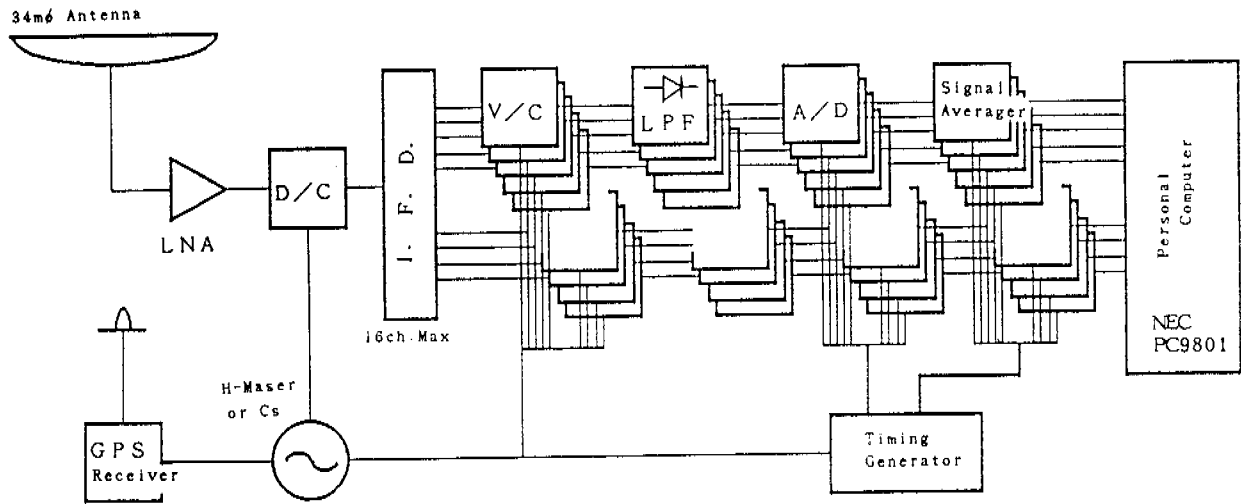 34mφ Antenna
LNA
D/C
I. F. D.
16ch.Max
V/C
LPF
A/D
Signal
Averager
Personal
Computer
NEC
PC9801
H-Maser
or Cs
GPS
Receiver
Timing
Generator